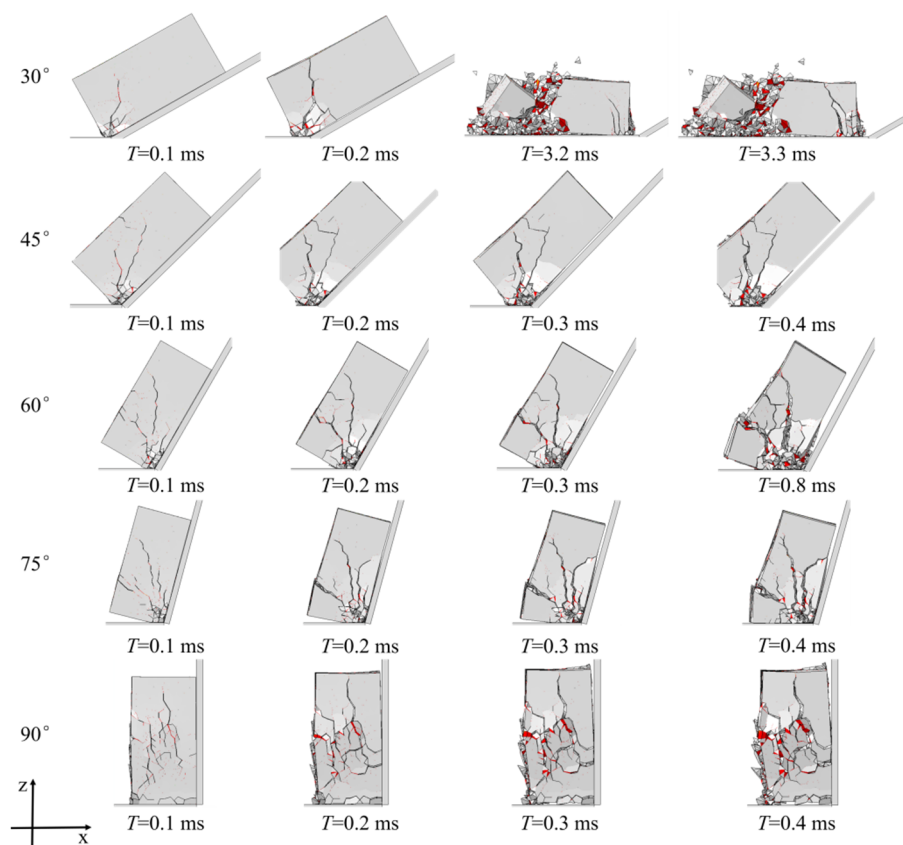 30°
T=0.1 ms T=0.2 ms T=3.2 ms T=3.3 ms
45°
T=0.1 ms T=0.2 ms T=0.3 ms T=0.4 ms
60°
T=0.1 ms T=0.2 ms T=0.3 ms T=0.8 ms
75°
T=0.1 ms T=0.2 ms T=0.3 ms T=0.4 ms
90°
T=0.1 ms T=0.2 ms T=0.3 ms T=0.4 ms
Z
x